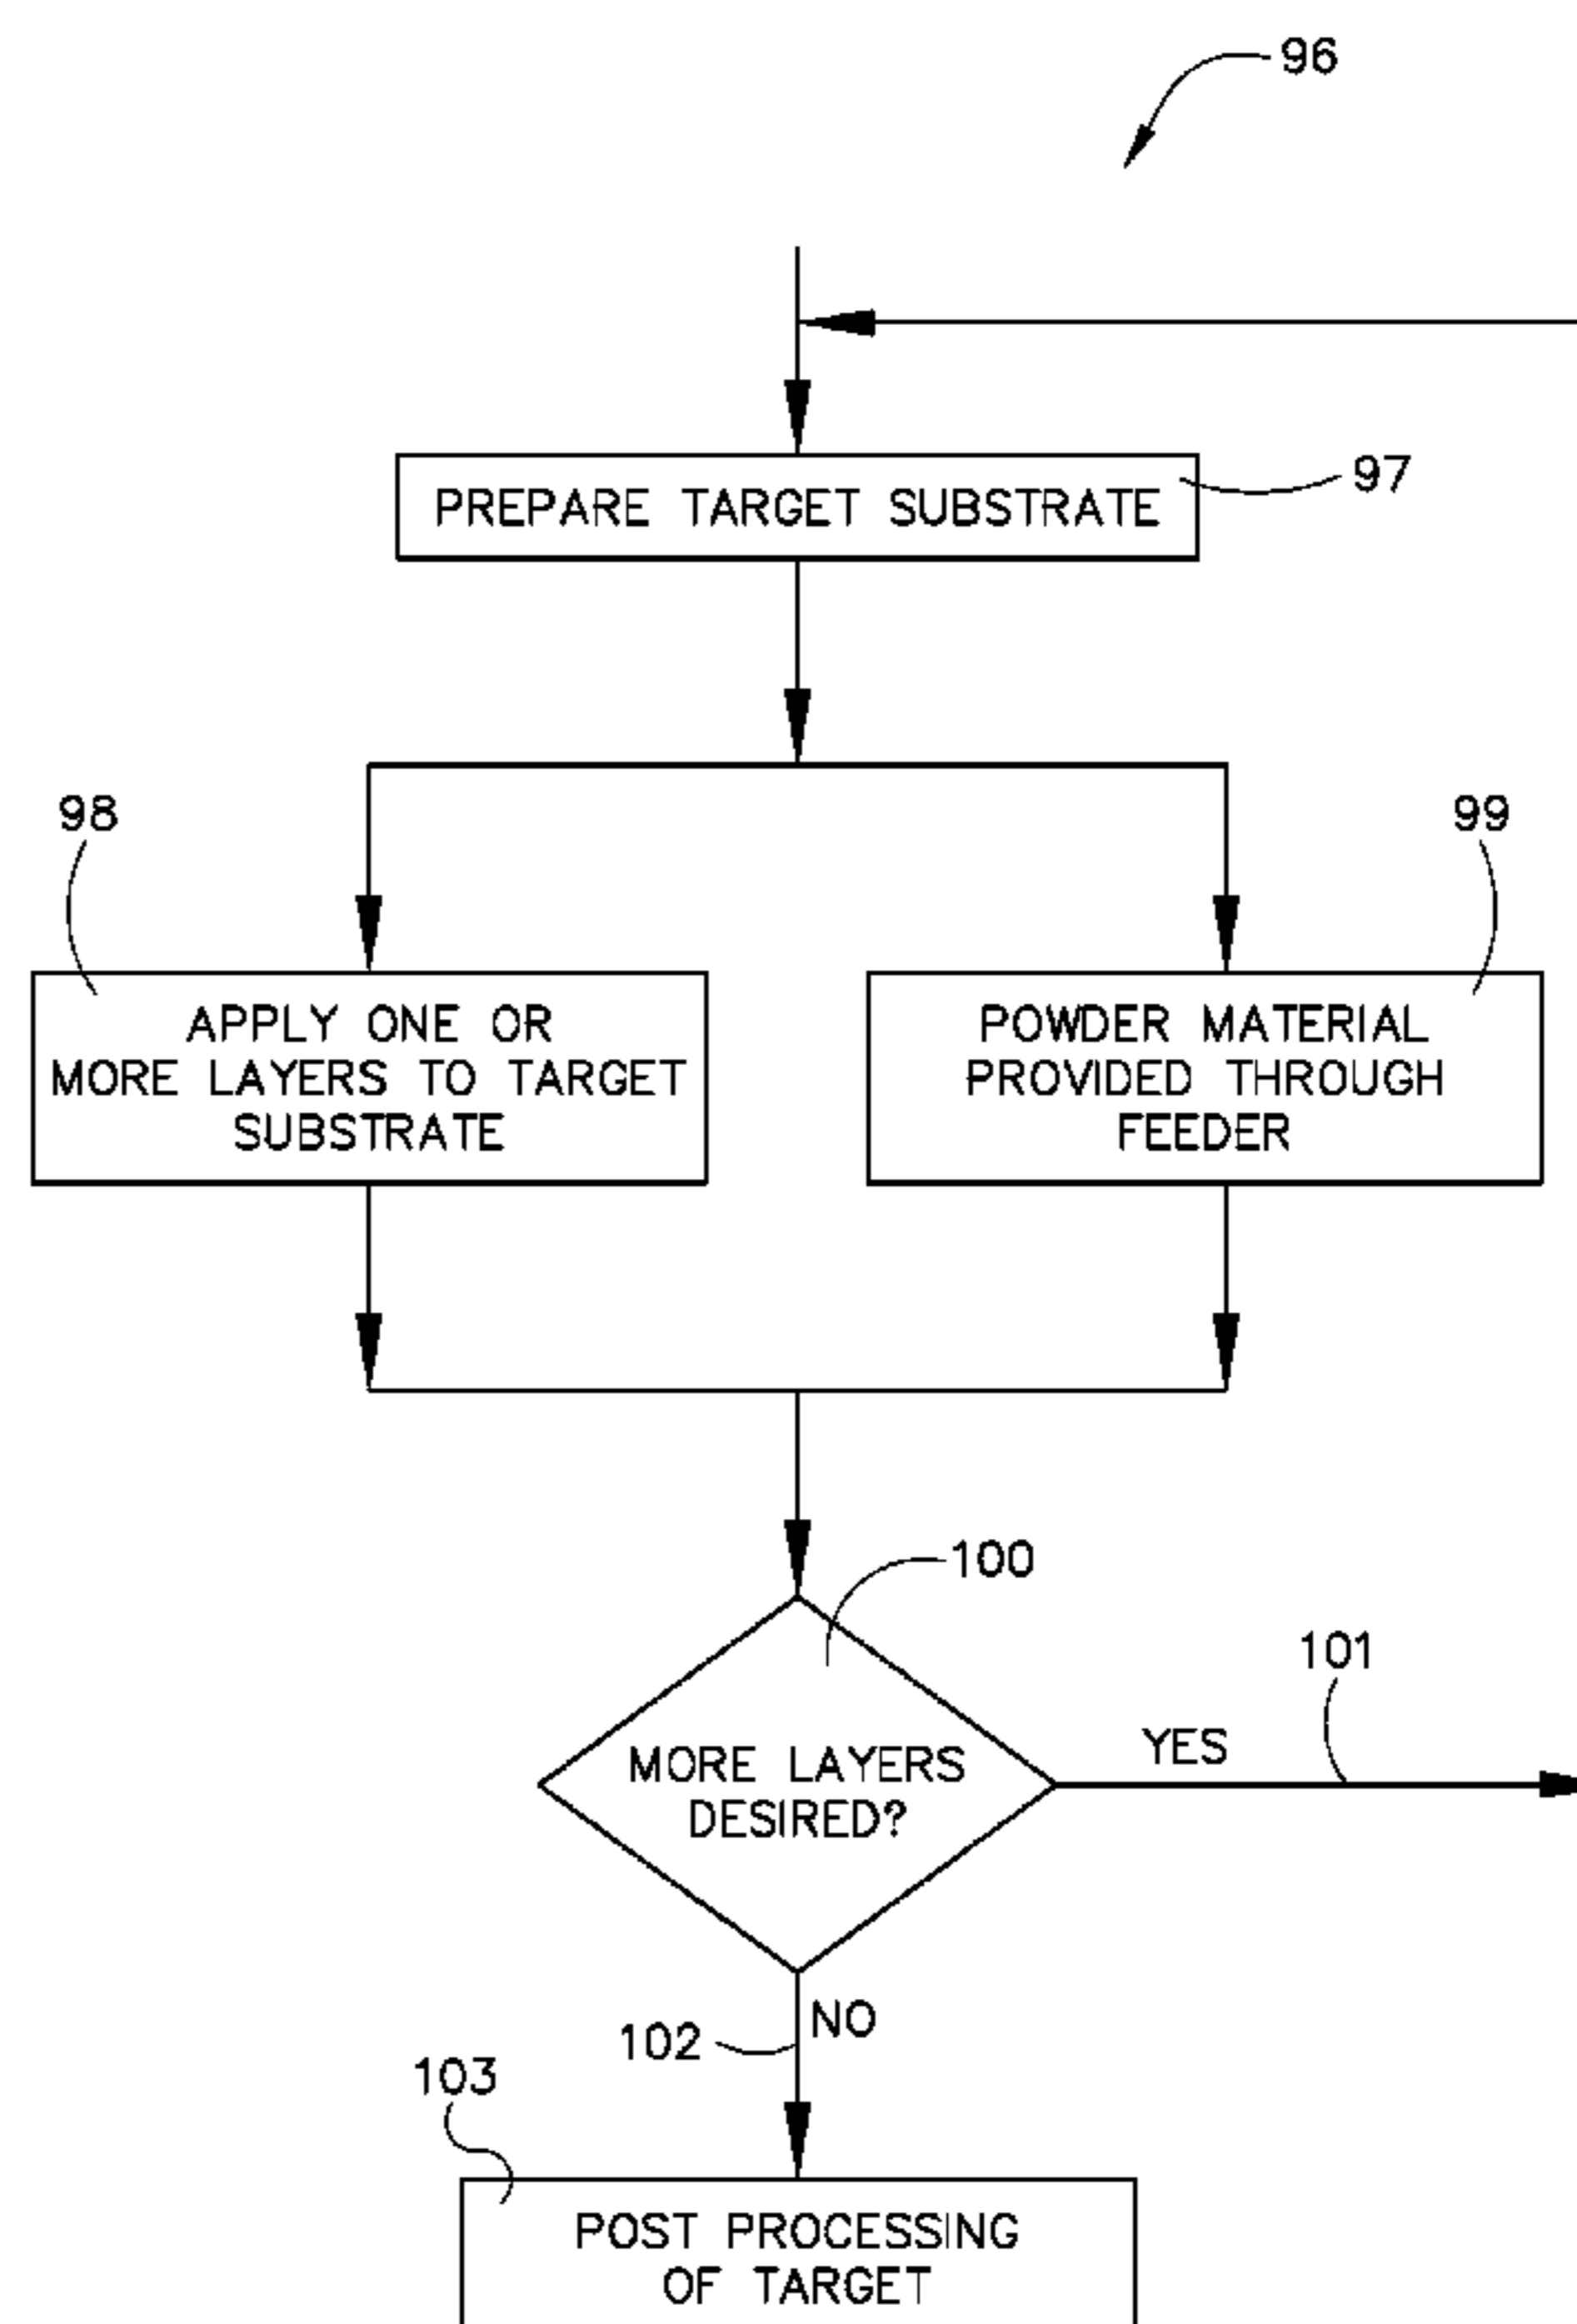 96
PREPARE TARGET SUBSTRATE
97
98
99
APPLY ONE OR
MORE LAYERS TO TARGET
SUBSTRATE
POWDER MATERIAL
PROVIDED THROUGH
FEEDER
100
101
YES
MORE LAYERS
DESIRED?
NO
102
103
POST PROCESSING
OF TARGET